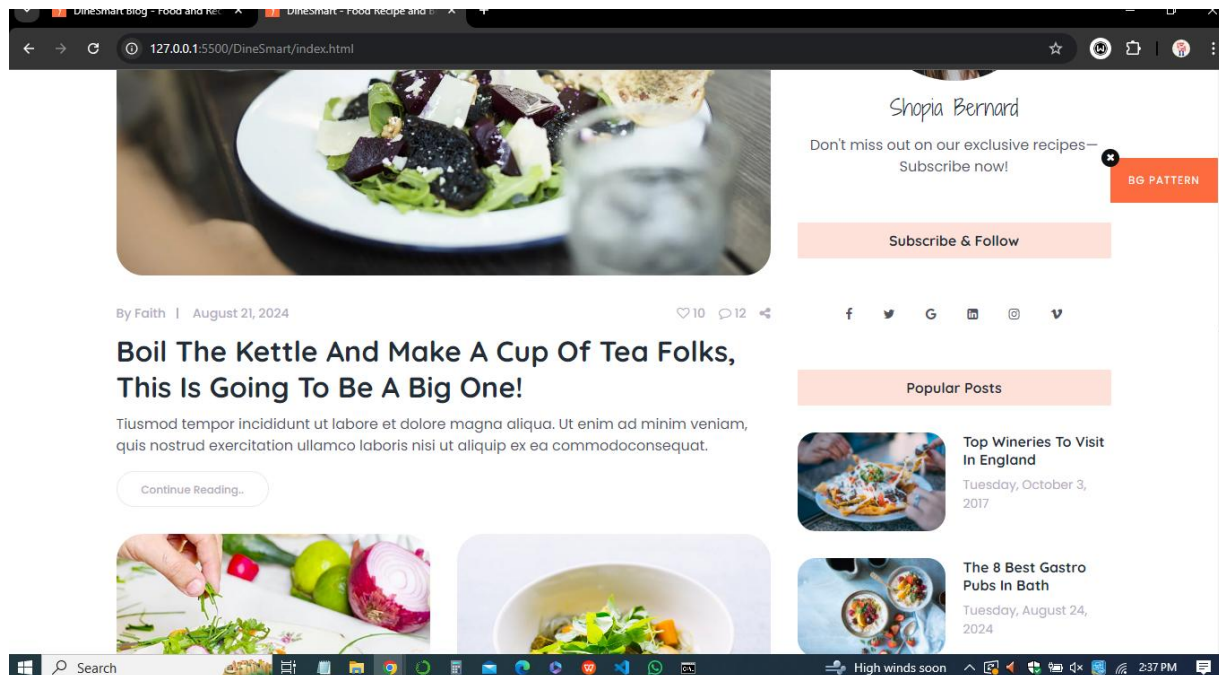 DineSmart Blog - Food and Rec
DineSmart - Food Recipe and b
127.0.0.1:5500/DineSmart/index.html
By Faith | August 21, 2024
10 12
Boil The Kettle And Make A Cup Of Tea Folks,
This Is Going To Be A Big One!
Tiusmod tempor incididunt ut labore et dolore magna aliqua. Ut enim ad minim veniam,
quis nostrud exercitation ullamco laboris nisi ut aliquip ex ea commodoconsequat.
Continue Reading..
Shopia Bernard
Don't miss out on our exclusive recipes—
Subscribe now!
BG PATTERN
Subscribe & Follow
Popular Posts
Top Wineries To Visit
In England
Tuesday, October 3,
2017
The 8 Best Gastro
Pubs In Bath
Tuesday, August 24,
2024
Search
High winds soon
2:37 PM